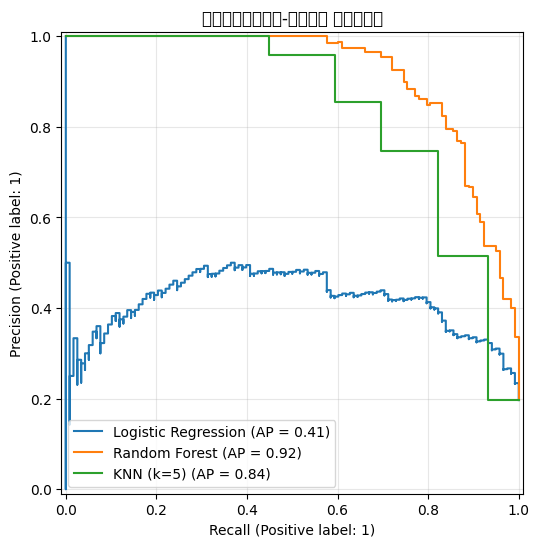 1.0
0.8
0.6
0.4
0.2
0.0
Precision (Positive label: 1)
Logistic Regression (AP = 0.41)
Random Forest (AP = 0.92)
KNN (k=5) (AP = 0.84)
0.0 0.2 0.4 0.6 0.8 1.0
Recall (Positive label: 1)